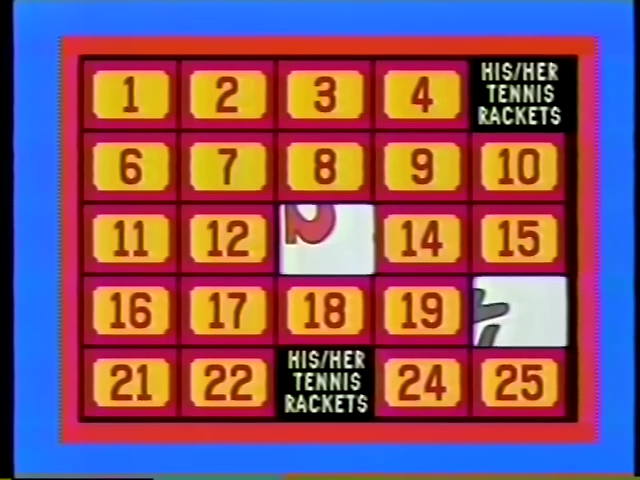 1 2 3 4 HIS/HER
TENNIS
RACKETS
6 7 8 9 10
11 12 14 15
16 17 18 19
21 22 HIS/HER
TENNIS
RACKETS
24 25